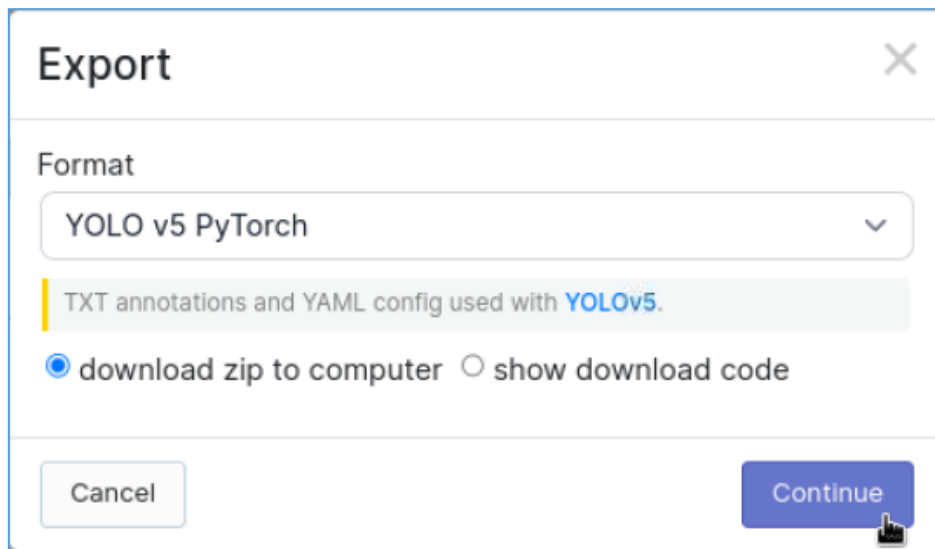 Export
Format
YOLO v5 PyTorch
TXT annotations and YAML config used with YOLOv5.
download zip to computer show download code
Cancel Continue